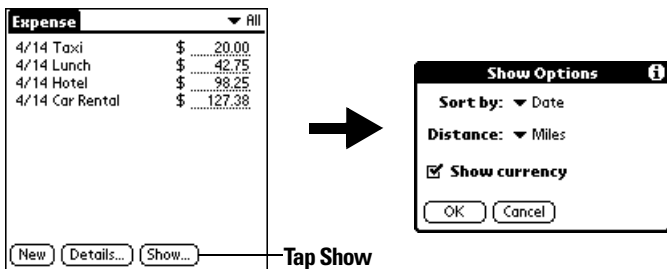 Expense All
4/14 Taxi $ 20.00
4/14 Lunch $ 42.75
4/14 Hotel $ 98.25
4/14 Car Rental $ 127.38
New Details... Show...
Tap Show
Show Options i
Sort by: Date
Distance: Miles
Show currency
OK Cancel